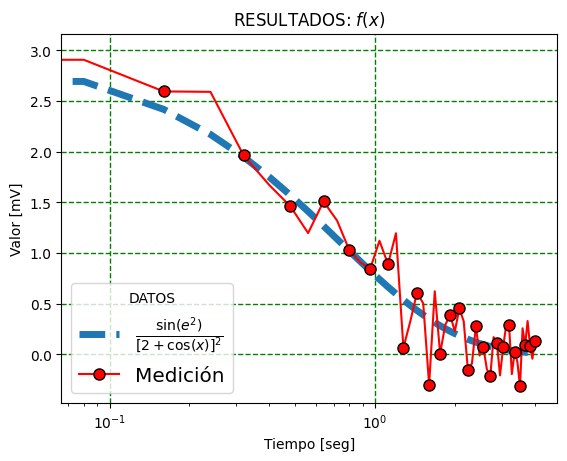 RESULTADOS: f(x)
3.0
2.5
2.0
1.5
1.0
0.5
0.0
Valor [mV]
DATOS
sin(e²)
[2 + cos(x)]²
Medición
10⁻¹
10⁰
Tiempo [seg]